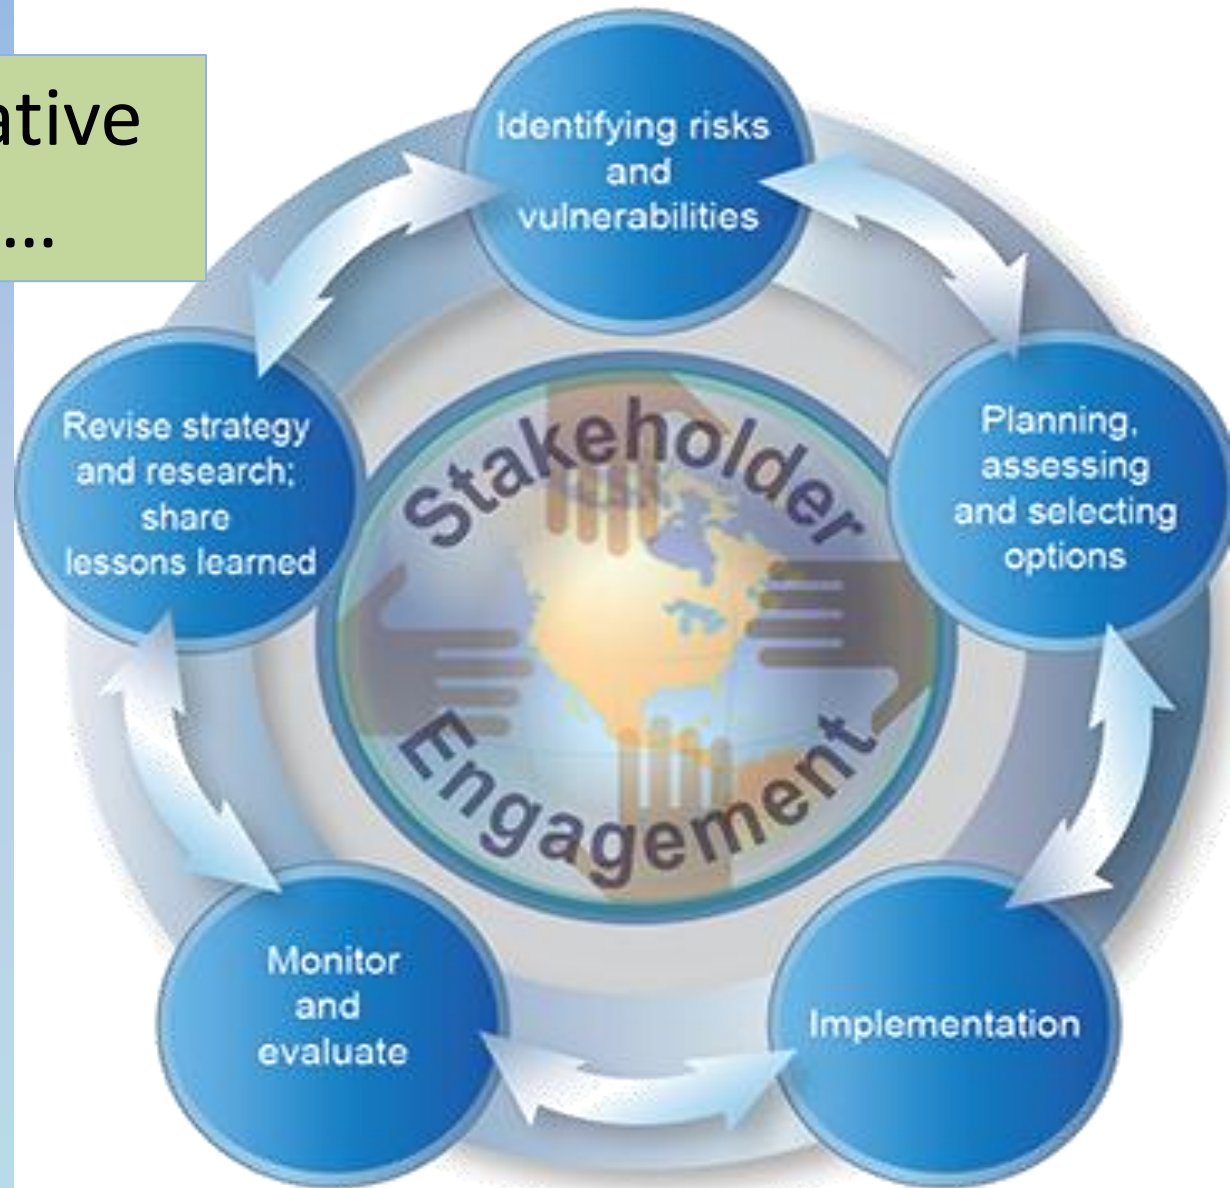 ative
...
Identifying risks
and
vulnerabilities
Planning,
assessing
and selecting
options
Implementation
Monitor
and
evaluate
Revise strategy
and research;
share
lessons learned
Stakeholder
Engagement